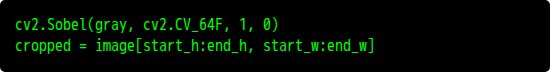 cv2.Sobel(gray, cv2.CV_64F, 1, 0)
cropped = image[start_h:end_h, start_w:end_w]